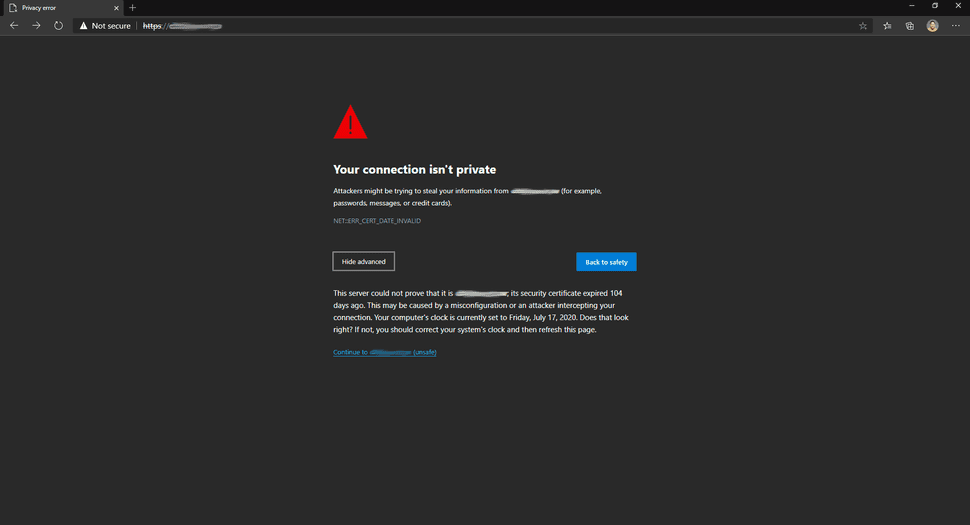 Privacy error
Not secure
https://
Your connection isn't private
Attackers might be trying to steal your information from (for example,
passwords, messages, or credit cards).
NET::ERR_CERT_DATE_INVALID
Hide advanced
Back to safety
This server could not prove that it is ; its security certificate expired 104
days ago. This may be caused by a misconfiguration or an attacker intercepting your
connection. Your computer's clock is currently set to Friday, July 17, 2020. Does that look
right? If not, you should correct your system's clock and then refresh this page.
Continue to (unsafe)